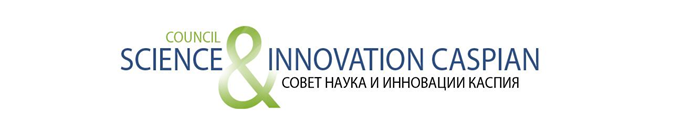 COUNCIL
SCIENCE & INNOVATION CASPIAN
СОВЕТ НАУКА И ИННОВАЦИИ КАСПИЯ